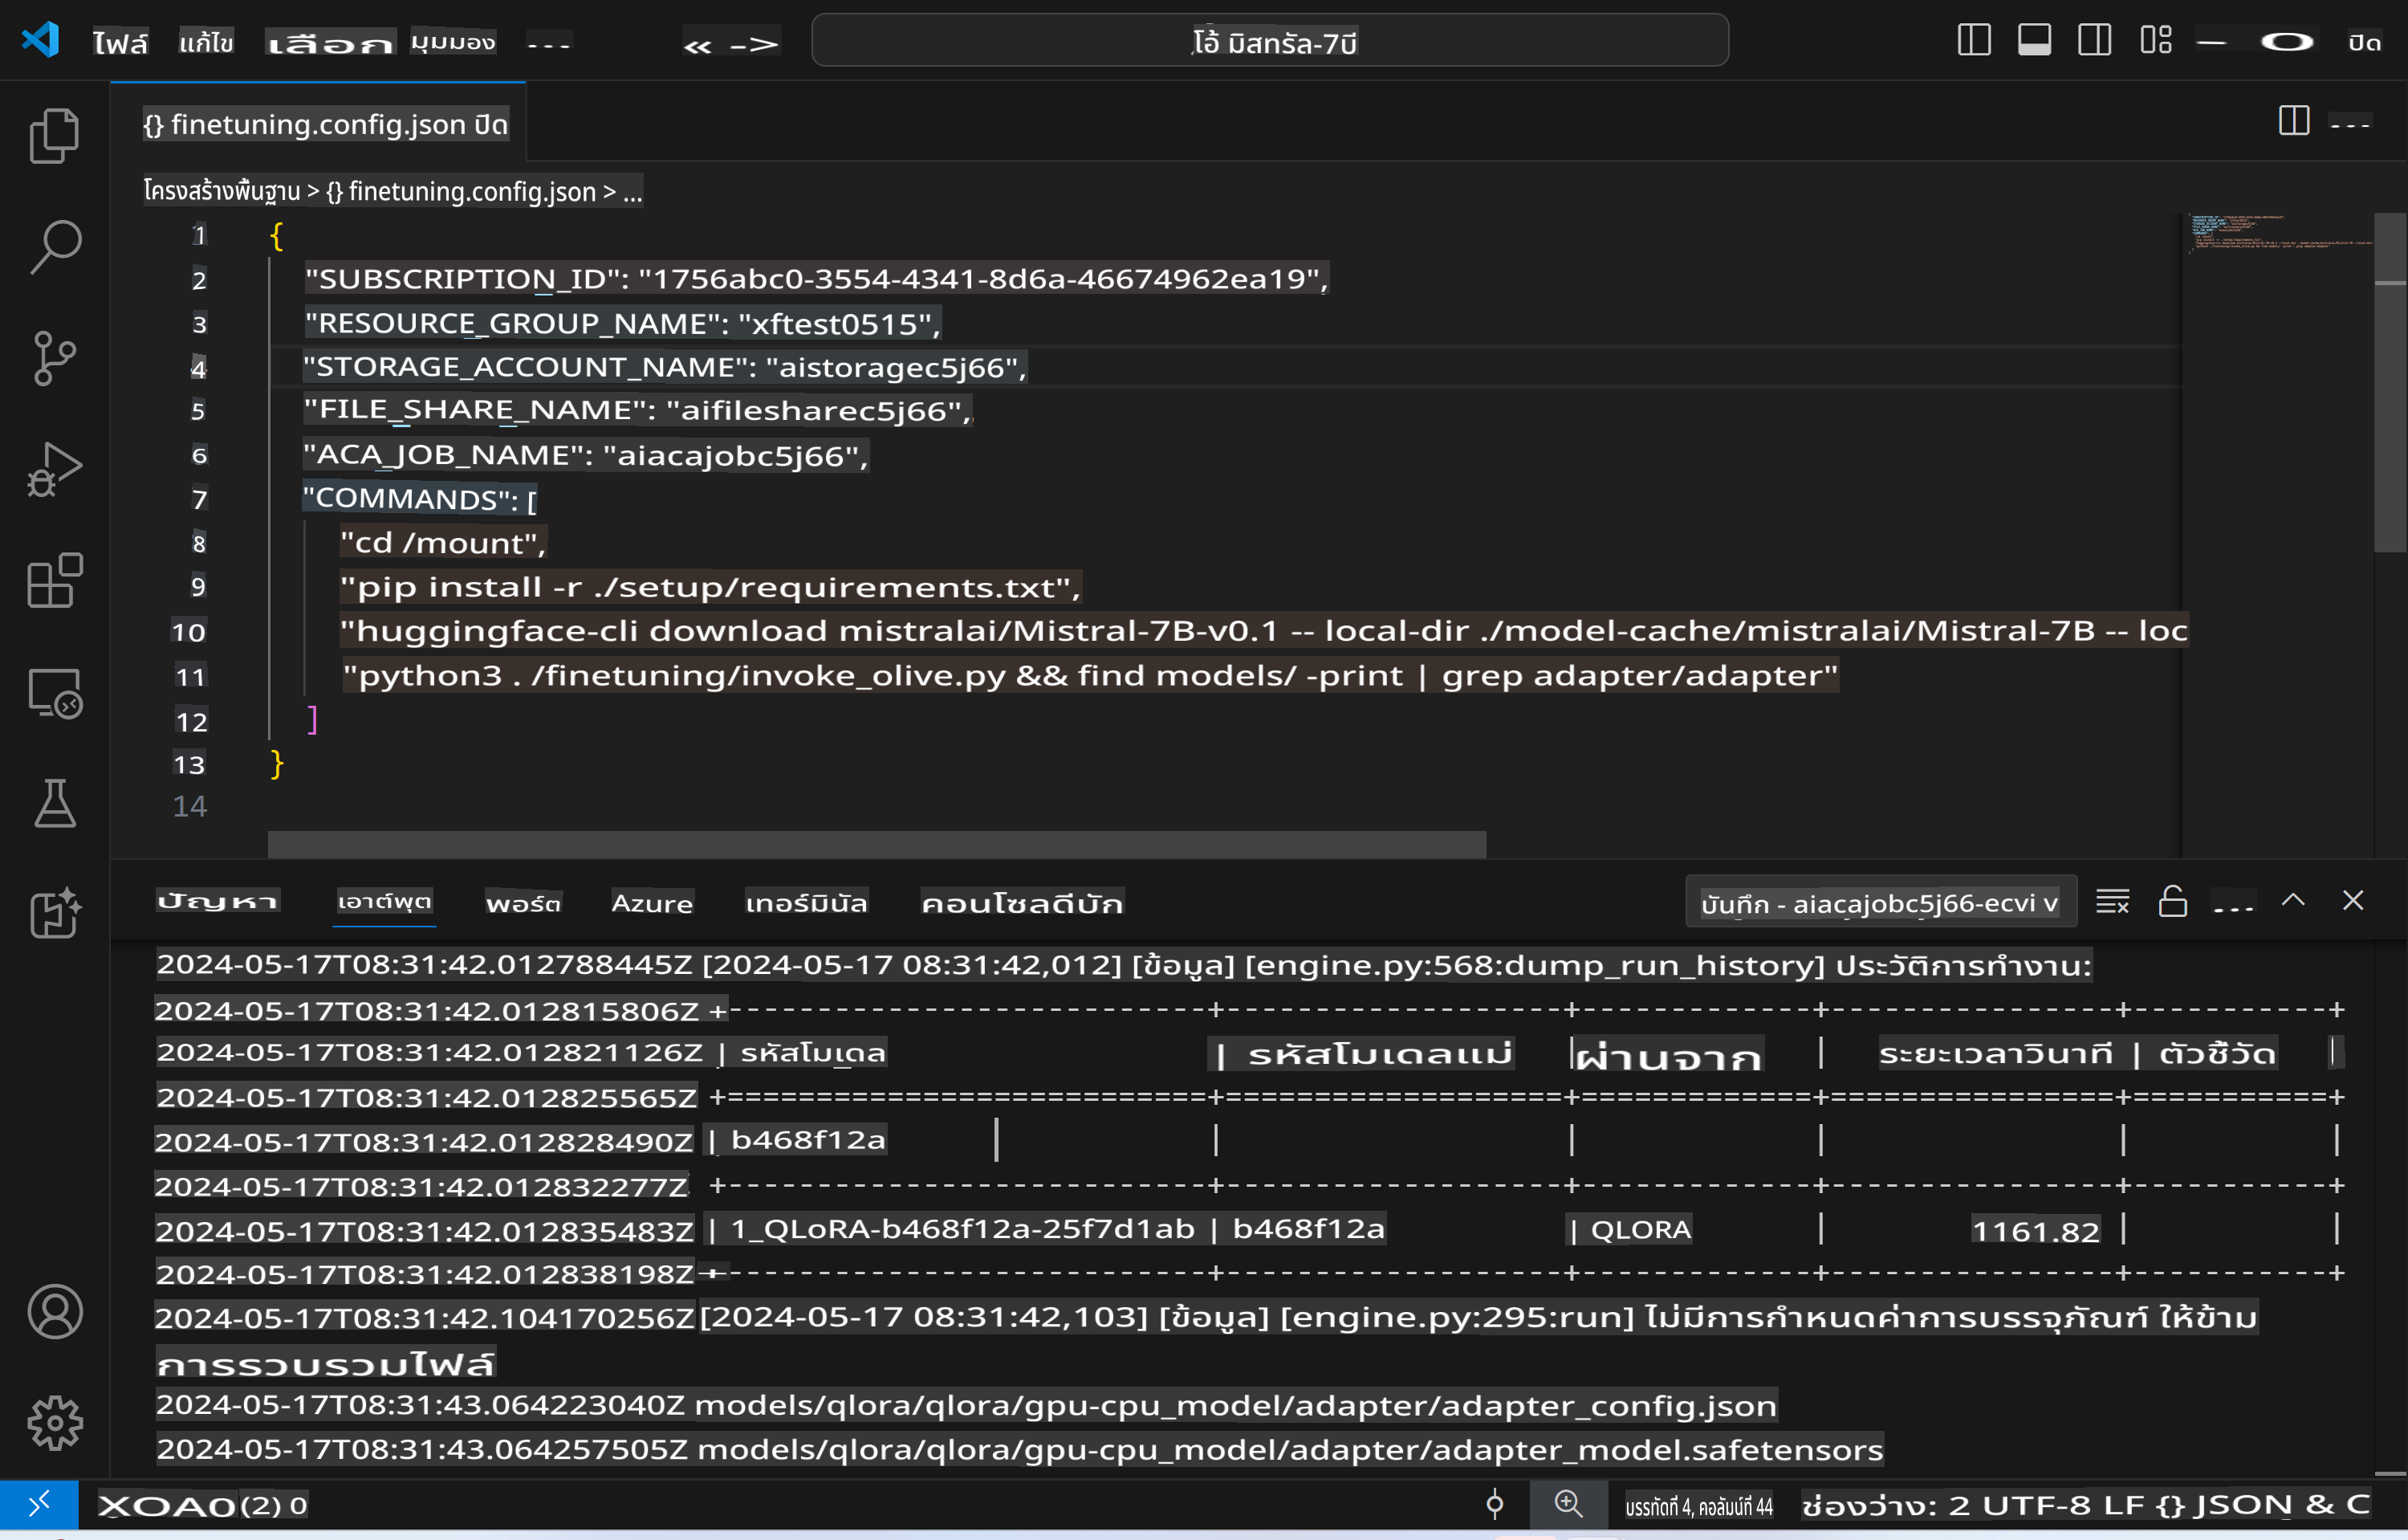 ไฟล์ แก้ไข เลือก มุมมอง ... « -> โอ้ มิสทรัล-7บี — O ปิด
{} finetuning.config.json ปิด ...
โครงสร้างพื้นฐาน > {} finetuning.config.json > ...
1 {
2 "SUBSCRIPTION_ID": "1756abc0-3554-4341-8d6a-46674962ea19",
3 "RESOURCE_GROUP_NAME": "xftest0515",
4 "STORAGE_ACCOUNT_NAME": "aistoragec5j66",
5 "FILE_SHARE_NAME": "aifilesharec5j66",
6 "ACA_JOB_NAME": "aiacajobc5j66",
7 "COMMANDS": [
8 "cd /mount",
9 "pip install -r ./setup/requirements.txt",
10 "huggingface-cli download mistralai/Mistral-7B-v0.1 -- local-dir ./model-cache/mistralai/Mistral-7B -- loc
11 "python3 . /finetuning/invoke_olive.py && find models/ -print | grep adapter/adapter"
12 ]
13 }
14
ปัญหา เอาต์พุต พอร์ต Azure เทอร์มินัล คอนโซลดีบัก บันทึก - aiacajobc5j66-ecvi v ...
2024-05-17T08:31:42.012788445Z [2024-05-17 08:31:42,012] [ข้อมูล] [engine.py:568:dump_run_history] ประวัติการทำงาน:
2024-05-17T08:31:42.012815806Z +---------------------------+-------------------+-------------+----------------+-----------+
2024-05-17T08:31:42.012821126Z | รหัสโมเดล | รหัสโมเดลแม่ |ผ่านจาก | ระยะเวลาวินาที | ตัวชี้วัด |
2024-05-17T08:31:42.012825565Z +===========================+===================+=============+================+===========+
2024-05-17T08:31:42.012828490Z | b468f12a | | | | |
2024-05-17T08:31:42.012832277Z +---------------------------+-------------------+-------------+----------------+-----------+
2024-05-17T08:31:42.012835483Z | 1_QLoRA-b468f12a-25f7d1ab | b468f12a | QLORA | 1161.82 | |
2024-05-17T08:31:42.012838198Z +---------------------------+-------------------+-------------+----------------+-----------+
2024-05-17T08:31:42.104170256Z [2024-05-17 08:31:42,103] [ข้อมูล] [engine.py:295:run] ไม่มีการกำหนดค่าการบรรจุภัณฑ์ ให้ข้าม
การรวบรวมไฟล์
2024-05-17T08:31:43.064223040Z models/qlora/qlora/gpu-cpu_model/adapter/adapter_config.json
2024-05-17T08:31:43.064257505Z models/qlora/qlora/gpu-cpu_model/adapter/adapter_model.safetensors
XOA0 (2) 0 บรรทัดที่ 4, คอลัมน์ที่ 44 ช่องว่าง: 2 UTF-8 LF {} JSON & C